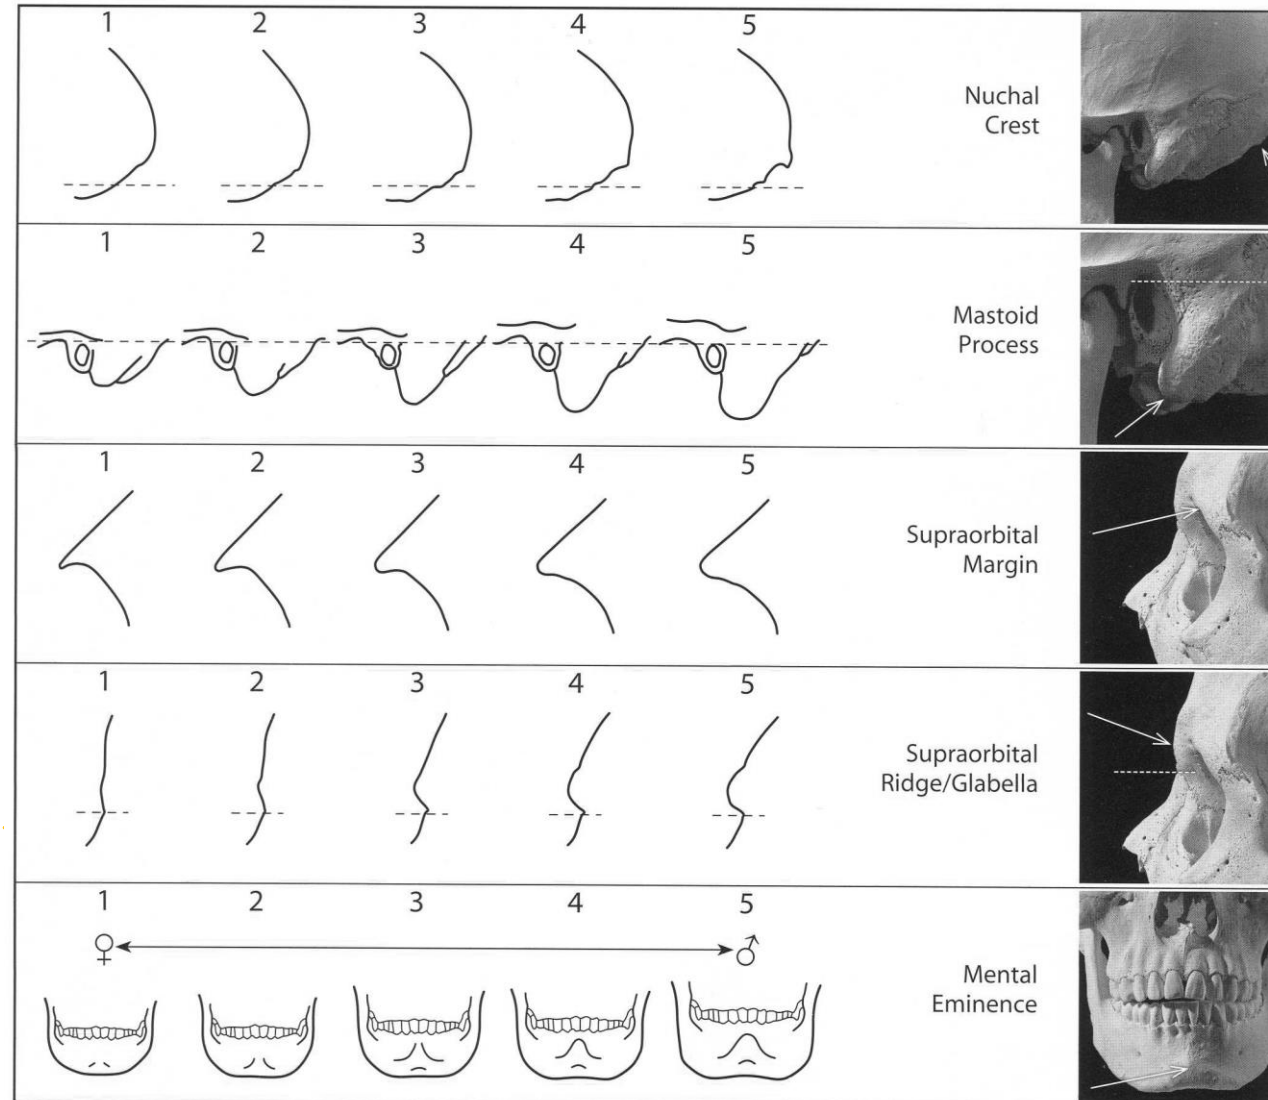 1 2 3 4 5
Nuchal
Crest
1 2 3 4 5
Mastoid
Process
1 2 3 4 5
Supraorbital
Margin
1 2 3 4 5
Supraorbital
Ridge/Glabella
1 2 3 4 5
♀ ♂
Mental
Eminence